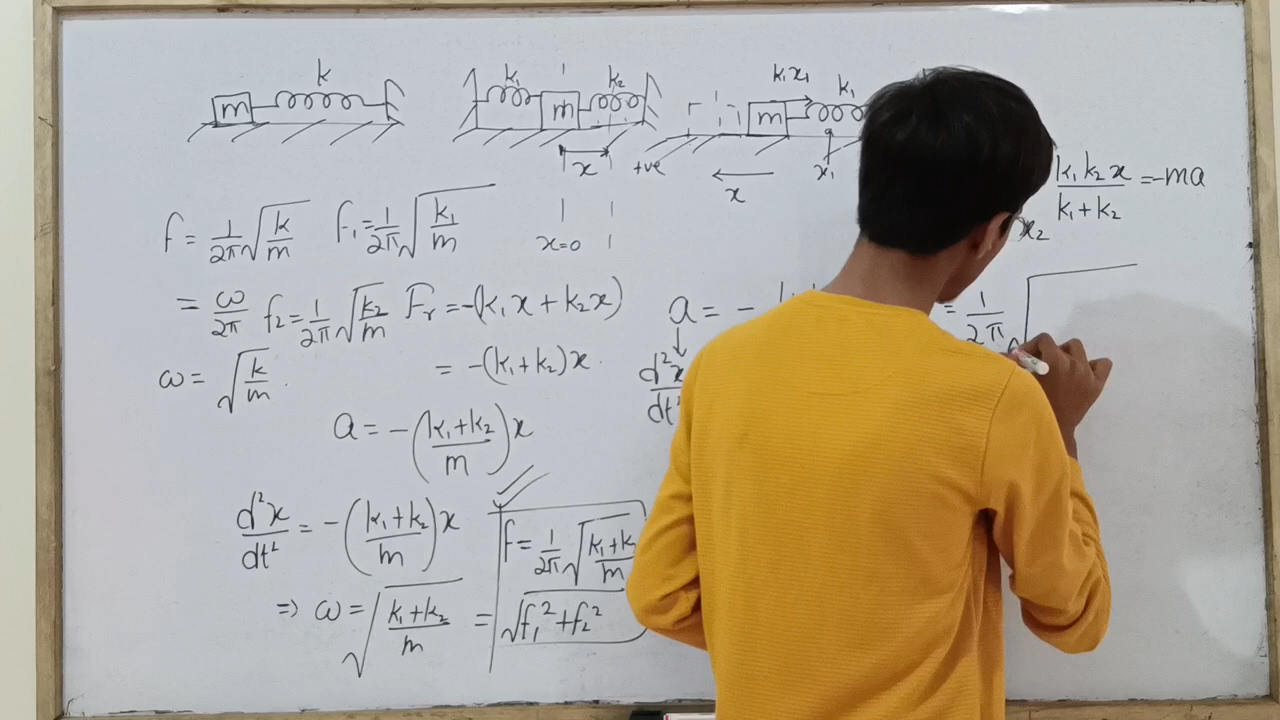 k
m
k₁
m
k₂
x
k₁x₁
k₁
m
x₁
+ve
x
x₂
k₁k₂x/(k₁+k₂) = -ma
f = 1/2π √(k/m)
= ω/2π
ω = √(k/m)
f₁ = 1/2π √(k₁/m)
f₂ = 1/2π √(k₂/m)
x=0
Fᵣ = -(k₁x + k₂x)
= -(k₁+k₂)x
a = -((k₁+k₂)/m)x
d²x/dt² = -((k₁+k₂)/m)x
⇒ ω = √((k₁+k₂)/m) =
f = 1/2π √((k₁+k₂)/m)
√(f₁²+f₂²)
a = -
d²x/dt²
= 1/2π √